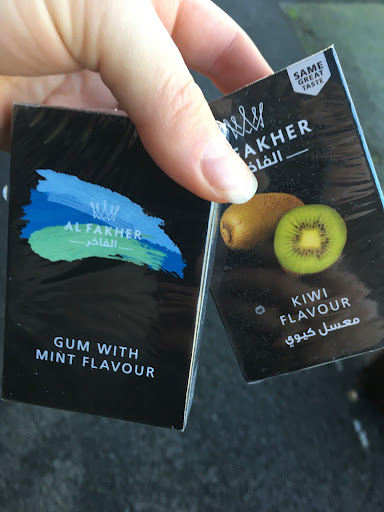 AL FAKHER
الفاخر
GUM WITH
MINT FLAVOUR
SAME
GREAT
TASTE
FAKHER
الفاخر
KIWI
FLAVOUR
معسل كيوي